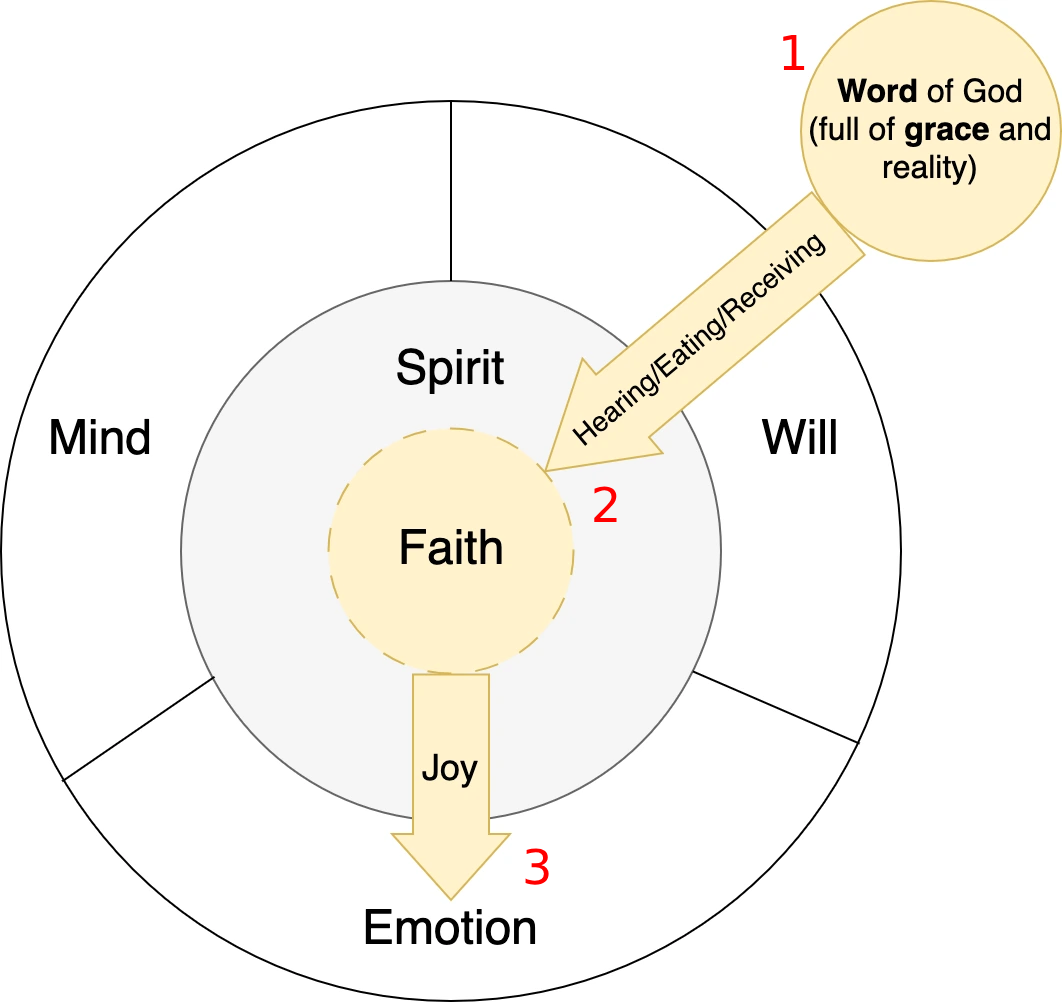 1
Word of God
(full of grace and
reality)
Hearing/Eating/Receiving
Spirit
Mind
Will
2
Faith
Joy
3
Emotion